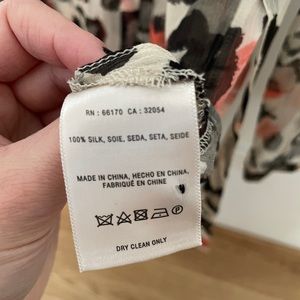 RN : 66170 CA : 32054
100% SILK, SOIE, SEDA, SETA, SEIDE
MADE IN CHINA, HECHO EN CHINA,
FABRIQUÉ EN CHINE
DRY CLEAN ONLY